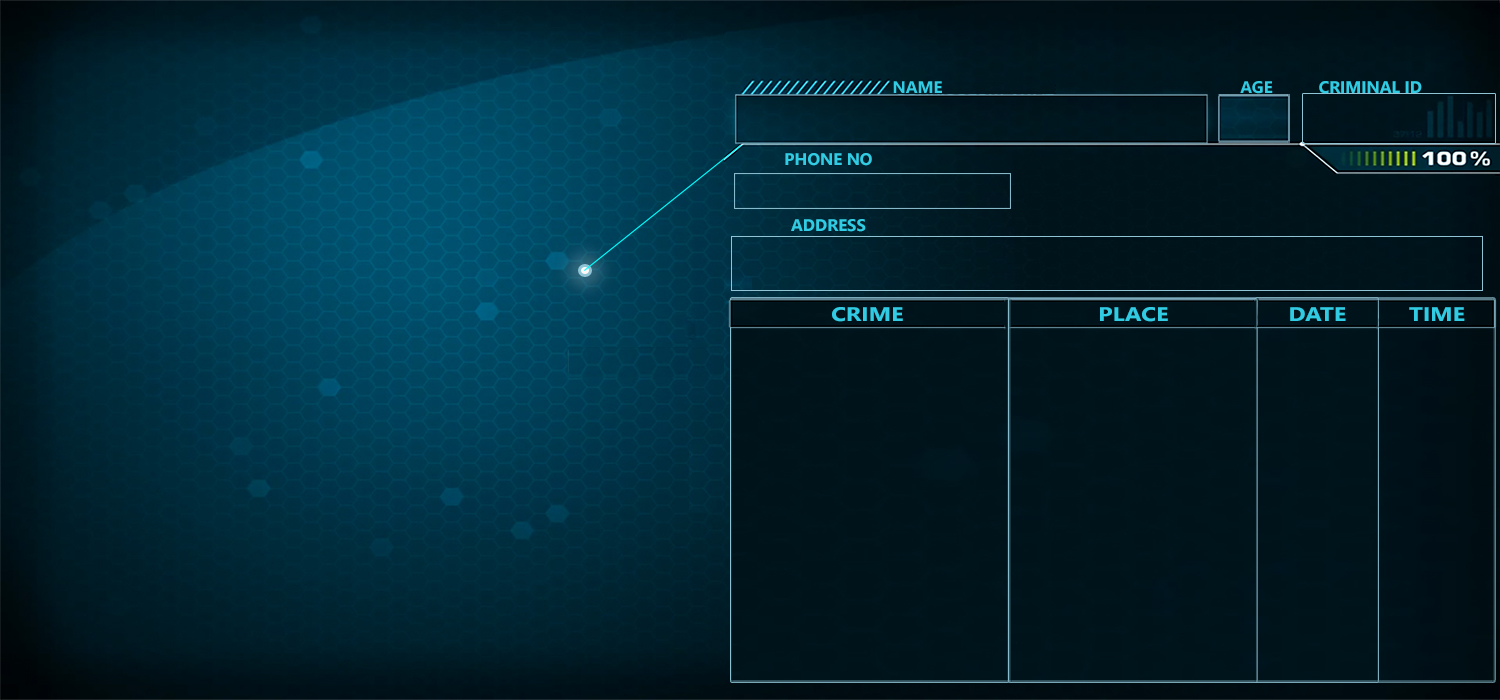 NAME AGE CRIMINAL ID
100 %
PHONE NO
ADDRESS
CRIME PLACE DATE TIME